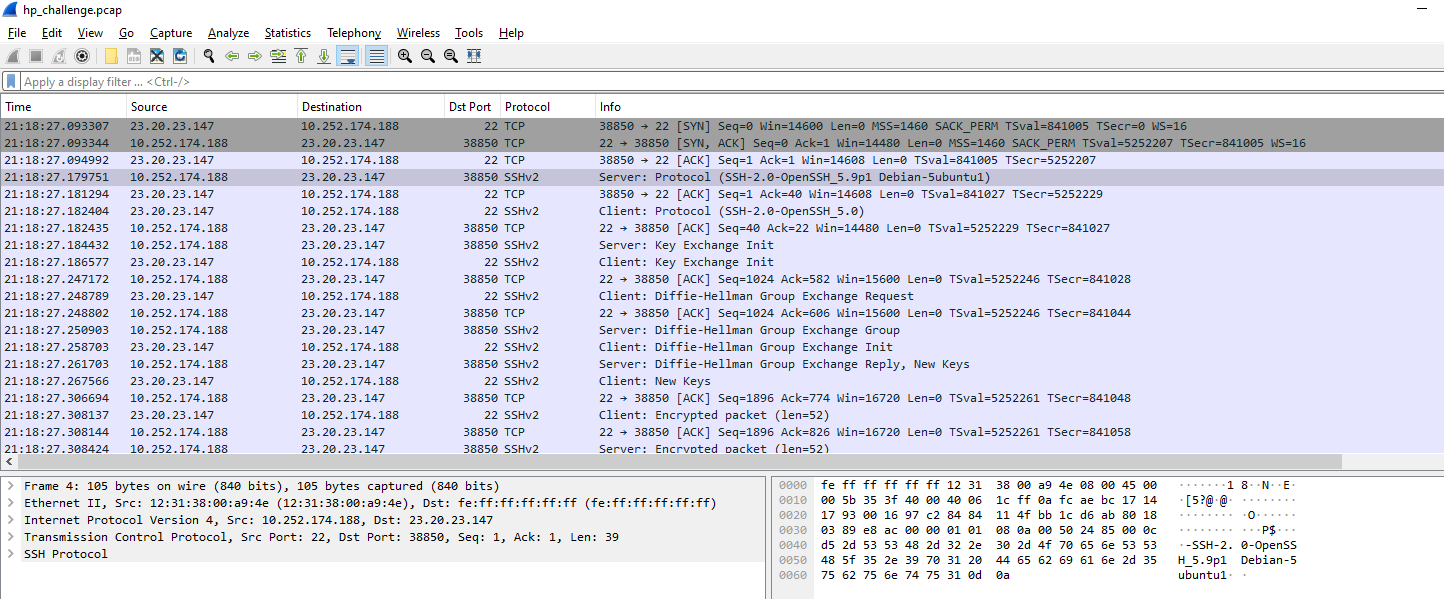 hp_challenge.pcap
File Edit View Go Capture Analyze Statistics Telephony Wireless Tools Help
Apply a display filter ... <Ctrl-/>
Time Source Destination Dst Port Protocol Info
21:18:27.093307 23.20.23.147 10.252.174.188 22 TCP 38850 → 22 [SYN] Seq=0 Win=14600 Len=0 MSS=1460 SACK_PERM TSval=841005 TSecr=0 WS=16
21:18:27.093344 10.252.174.188 23.20.23.147 38850 TCP 22 → 38850 [SYN, ACK] Seq=0 Ack=1 Win=14480 Len=0 MSS=1460 SACK_PERM TSval=5252207 TSecr=841005 WS=16
21:18:27.094992 23.20.23.147 10.252.174.188 22 TCP 38850 → 22 [ACK] Seq=1 Ack=1 Win=14608 Len=0 TSval=841005 TSecr=5252207
21:18:27.179751 10.252.174.188 23.20.23.147 38850 SSHv2 Server: Protocol (SSH-2.0-OpenSSH_5.9p1 Debian-5ubuntu1)
21:18:27.181294 23.20.23.147 10.252.174.188 22 TCP 38850 → 22 [ACK] Seq=1 Ack=40 Win=14608 Len=0 TSval=841027 TSecr=5252229
21:18:27.182404 23.20.23.147 10.252.174.188 22 SSHv2 Client: Protocol (SSH-2.0-OpenSSH_5.0)
21:18:27.182435 10.252.174.188 23.20.23.147 38850 TCP 22 → 38850 [ACK] Seq=40 Ack=22 Win=14480 Len=0 TSval=5252229 TSecr=841027
21:18:27.184432 10.252.174.188 23.20.23.147 38850 SSHv2 Server: Key Exchange Init
21:18:27.186577 23.20.23.147 10.252.174.188 22 SSHv2 Client: Key Exchange Init
21:18:27.247172 10.252.174.188 23.20.23.147 38850 TCP 22 → 38850 [ACK] Seq=1024 Ack=582 Win=15600 Len=0 TSval=5252246 TSecr=841028
21:18:27.248789 23.20.23.147 10.252.174.188 22 SSHv2 Client: Diffie-Hellman Group Exchange Request
21:18:27.248802 10.252.174.188 23.20.23.147 38850 TCP 22 → 38850 [ACK] Seq=1024 Ack=606 Win=15600 Len=0 TSval=5252246 TSecr=841044
21:18:27.250903 10.252.174.188 23.20.23.147 38850 SSHv2 Server: Diffie-Hellman Group Exchange Group
21:18:27.258703 23.20.23.147 10.252.174.188 22 SSHv2 Client: Diffie-Hellman Group Exchange Init
21:18:27.261703 10.252.174.188 23.20.23.147 38850 SSHv2 Server: Diffie-Hellman Group Exchange Reply, New Keys
21:18:27.267566 23.20.23.147 10.252.174.188 22 SSHv2 Client: New Keys
21:18:27.306694 10.252.174.188 23.20.23.147 38850 TCP 22 → 38850 [ACK] Seq=1896 Ack=774 Win=16720 Len=0 TSval=5252261 TSecr=841048
21:18:27.308137 23.20.23.147 10.252.174.188 22 SSHv2 Client: Encrypted packet (len=52)
21:18:27.308144 10.252.174.188 23.20.23.147 38850 TCP 22 → 38850 [ACK] Seq=1896 Ack=826 Win=16720 Len=0 TSval=5252261 TSecr=841058
21:18:27.308424 10.252.174.188 23.20.23.147 38850 SSHv2 Server: Encrypted packet (len=52)
Frame 4: 105 bytes on wire (840 bits), 105 bytes captured (840 bits)
Ethernet II, Src: 12:31:38:00:a9:4e (12:31:38:00:a9:4e), Dst: fe:ff:ff:ff:ff:ff (fe:ff:ff:ff:ff:ff)
Internet Protocol Version 4, Src: 10.252.174.188, Dst: 23.20.23.147
Transmission Control Protocol, Src Port: 22, Dst Port: 38850, Seq: 1, Ack: 1, Len: 39
SSH Protocol
0000 fe ff ff ff ff ff 12 31 38 00 a9 4e 08 00 45 00 ·······1 8··N··E·
0010 00 5b 35 3f 40 00 40 06 1c ff 0a fc ae bc 17 14 ·[5?@·@· ········
0020 17 93 00 16 97 c2 84 84 11 4f bb 1c d6 ab 80 18 ········ ·O······
0030 03 89 e8 ac 00 00 01 01 08 0a 00 50 24 85 00 0c ········ ···P$···
0040 d5 2d 53 53 48 2d 32 2e 30 2d 4f 70 65 6e 53 53 ·-SSH-2. 0-OpenSS
0050 48 5f 35 2e 39 70 31 20 44 65 62 69 61 6e 2d 35 H_5.9p1 Debian-5
0060 75 62 75 6e 74 75 31 0d 0a ubuntu1· ·